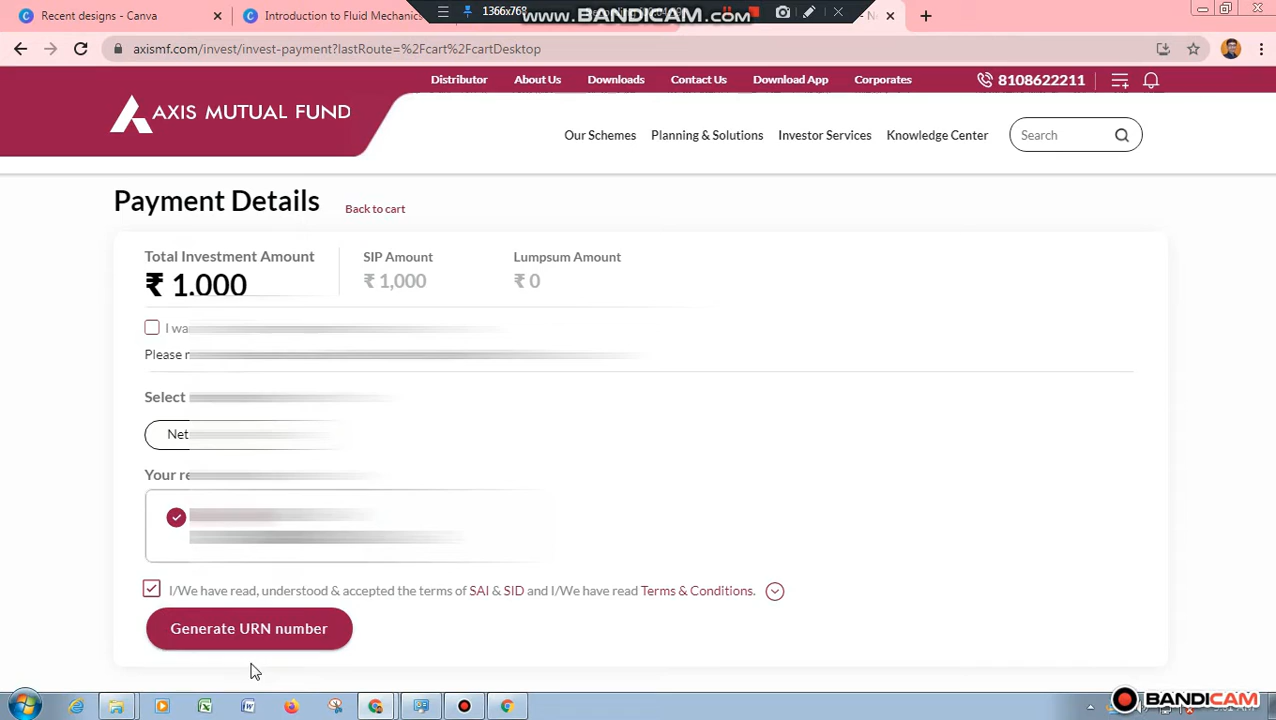 Recent designs - Canva
Introduction to Fluid Mechanics
1366x768
www.BANDICAM.com
axismf.com/invest/invest-payment?lastRoute=%2Fcart%2FcartDesktop
Distributor About Us Downloads Contact Us Download App Corporates 8108622211
AXIS MUTUAL FUND
Our Schemes Planning & Solutions Investor Services Knowledge Center Search
Payment Details Back to cart
Total Investment Amount SIP Amount Lumpsum Amount
₹ 1,000 ₹ 1,000 ₹ 0
I wa
Please r
Select
Net
Your re
I/We have read, understood & accepted the terms of SAI & SID and I/We have read Terms & Conditions.
Generate URN number
BANDICAM